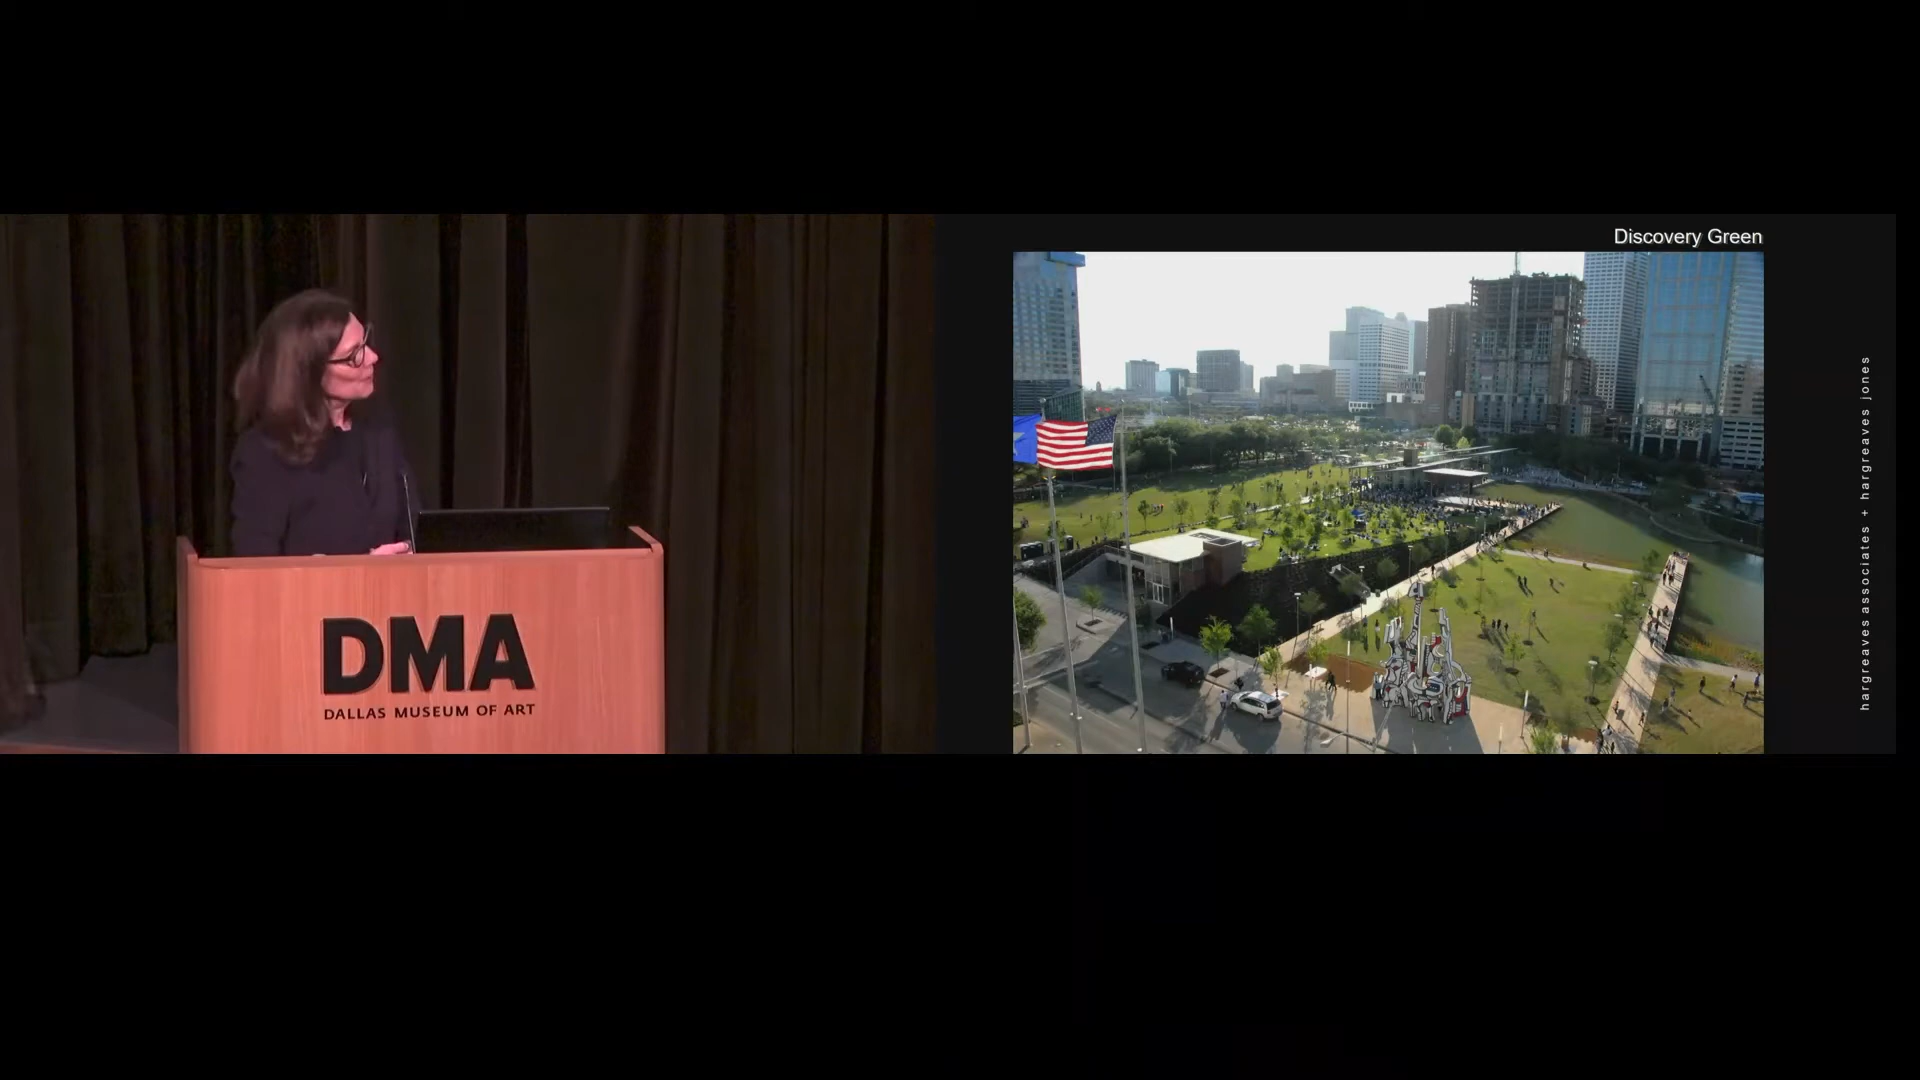 DMA
DALLAS MUSEUM OF ART
Discovery Green
hargreaves associates + hargreaves jones